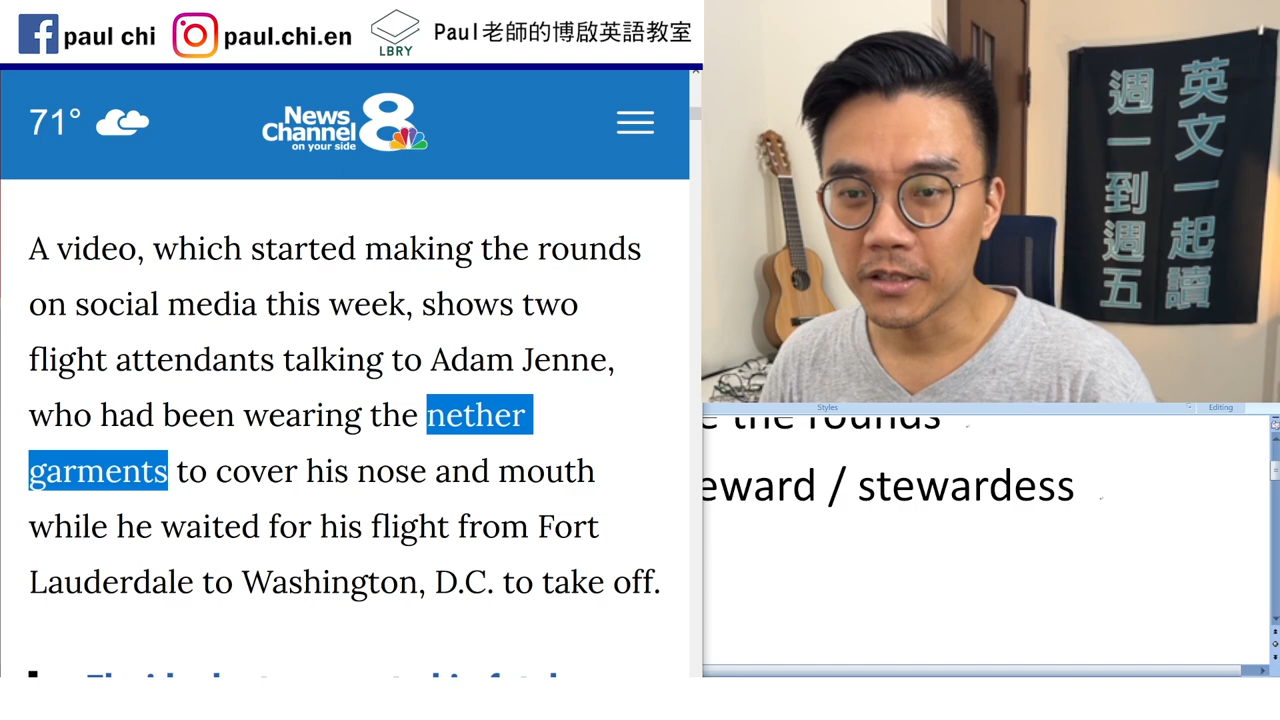 paul chi
paul.chi.en
LBRY
Paul老師的博啟英語教室
71°
News
Channel
8
on your side
A video, which started making the rounds
on social media this week, shows two
flight attendants talking to Adam Jenne,
who had been wearing the nether
garments to cover his nose and mouth
while he waited for his flight from Fort
Lauderdale to Washington, D.C. to take off.
英文一起讀
週一到週五
Styles
Editing
e the rounds
eward / stewardess